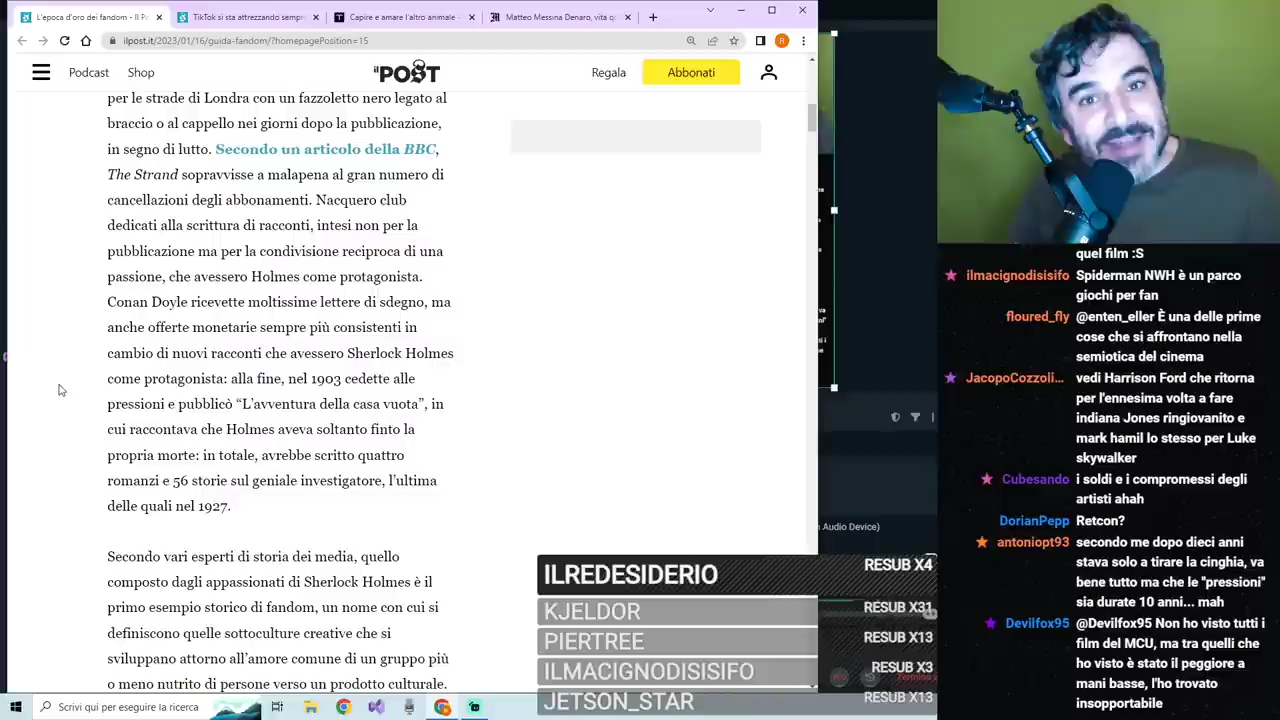 L'epoca d'oro dei fandom - Il P
TikTok si sta attrezzando sempr
Capire e amare l'altro animale -
Matteo Messina Denaro, vita q
ilpost.it/2023/01/16/guida-fandom/?homepagePosition=15
Podcast
Shop
il POST
Regala
Abbonati
per le strade di Londra con un fazzoletto nero legato al
braccio o al cappello nei giorni dopo la pubblicazione,
in segno di lutto. Secondo un articolo della BBC,
The Strand sopravvisse a malapena al gran numero di
cancellazioni degli abbonamenti. Nacquero club
dedicati alla scrittura di racconti, intesi non per la
pubblicazione ma per la condivisione reciproca di una
passione, che avessero Holmes come protagonista.
Conan Doyle ricevette moltissime lettere di sdegno, ma
anche offerte monetarie sempre più consistenti in
cambio di nuovi racconti che avessero Sherlock Holmes
come protagonista: alla fine, nel 1903 cedette alle
pressioni e pubblicò “L’avventura della casa vuota”, in
cui raccontava che Holmes aveva soltanto finto la
propria morte: in totale, avrebbe scritto quattro
romanzi e 56 storie sul geniale investigatore, l’ultima
delle quali nel 1927.
Secondo vari esperti di storia dei media, quello
composto dagli appassionati di Sherlock Holmes è il
primo esempio storico di fandom, un nome con cui si
definiscono quelle sottoculture creative che si
sviluppano attorno all’amore comune di un gruppo più
o meno nutrito di persone verso un prodotto culturale.
n Audio Device)
ILREDESIDERIO RESUB X4
KJELDOR RESUB X31
PIERTREE RESUB X13
ILMACIGNODISISIFO RESUB X3
JETSON_STAR RESUB X13
Scrivi qui per eseguire la rice
quel film :S
ilmacignodisisifo Spiderman NWH è un parco
giochi per fan
floured_fly @enten_eller È una delle prime
cose che si affrontano nella
semiotica del cinema
JacopoCozzoli... vedi Harrison Ford che ritorna
per l'ennesima volta a fare
indiana Jones ringiovanito e
mark hamil lo stesso per Luke
skywalker
Cubesando i soldi e i compromessi degli
artisti ahah
DorianPepp Retcon?
antoniopt93 secondo me dopo dieci anni
stava solo a tirare la cinghia, va
bene tutto ma che le "pressioni"
sia durate 10 anni... mah
Devilfox95 @Devilfox95 Non ho visto tutti i
film del MCU, ma tra quelli che
ho visto è stato il peggiore a
mani basse, l'ho trovato
insopportabile